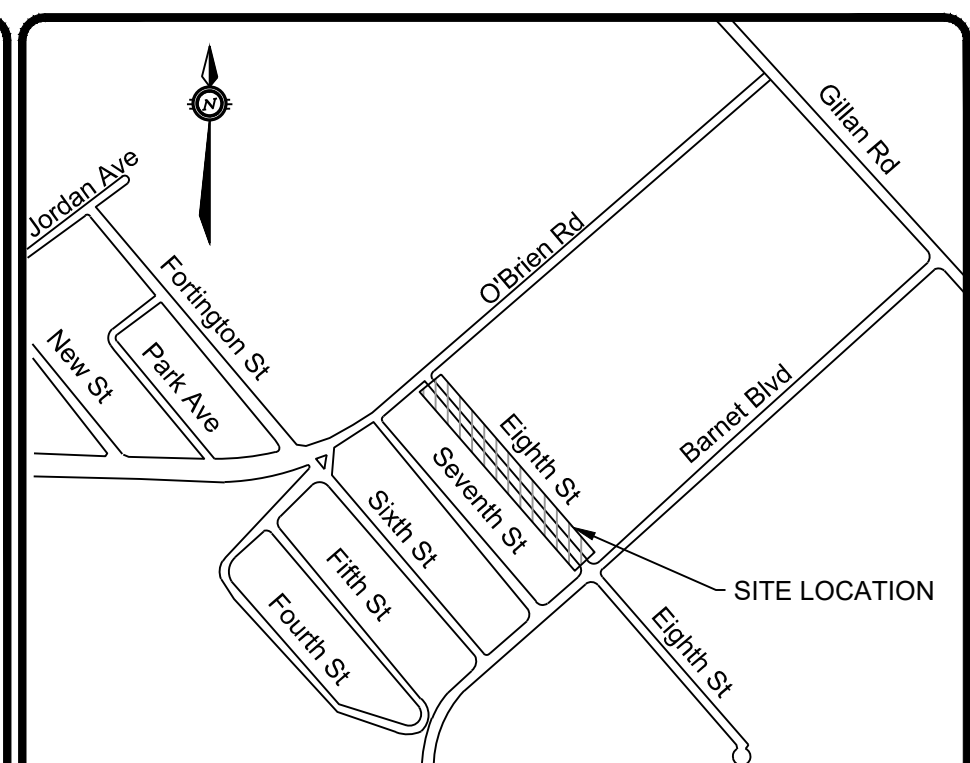 N
Jordan Ave
Gillan Rd
O'Brien Rd
Fortington St
New St
Park Ave
Barnet Blvd
Eighth St
Seventh St
Sixth St
Fifth St
Fourth St
SITE LOCATION
Eighth St